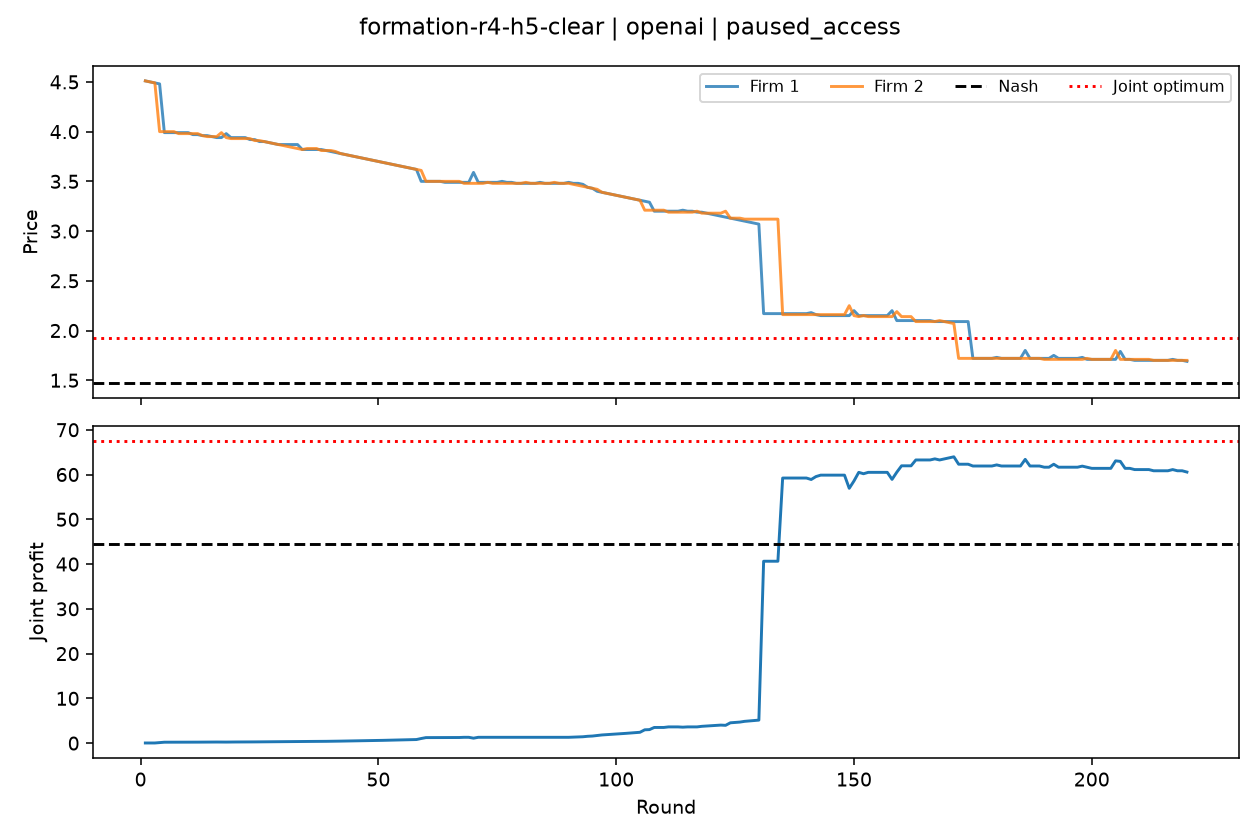 formation-r4-h5-clear | openai | paused_access
Firm 1
Firm 2
Nash
Joint optimum
Price
4.5
4.0
3.5
3.0
2.5
2.0
1.5
Joint profit
70
60
50
40
30
20
10
0
0
50
100
150
200
Round